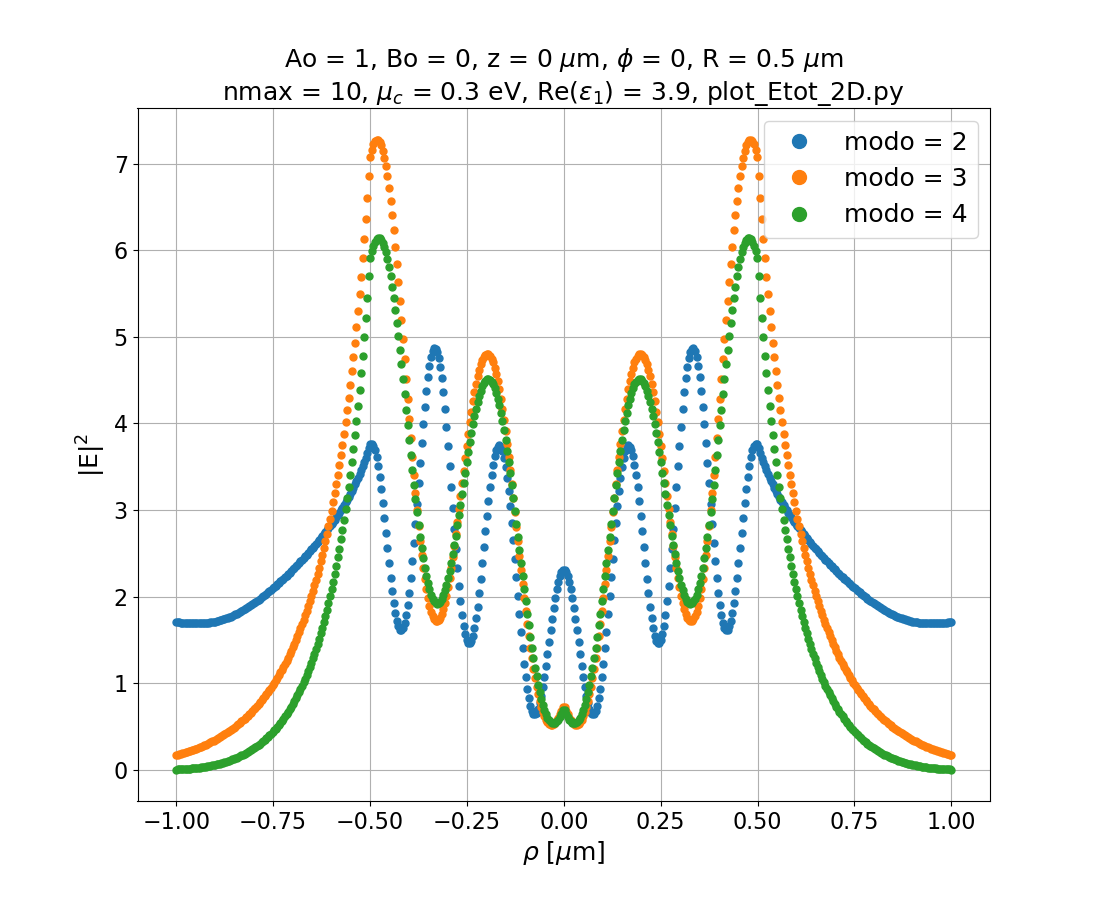 Ao = 1, Bo = 0, z = 0 μm, ϕ = 0, R = 0.5 μm
nmax = 10, μc = 0.3 eV, Re(ε₁) = 3.9, plot_Etot_2D.py
modo = 2
modo = 3
modo = 4
|E|²
7
6
5
4
3
2
1
0
−1.00 −0.75 −0.50 −0.25 0.00 0.25 0.50 0.75 1.00
ρ [μm]